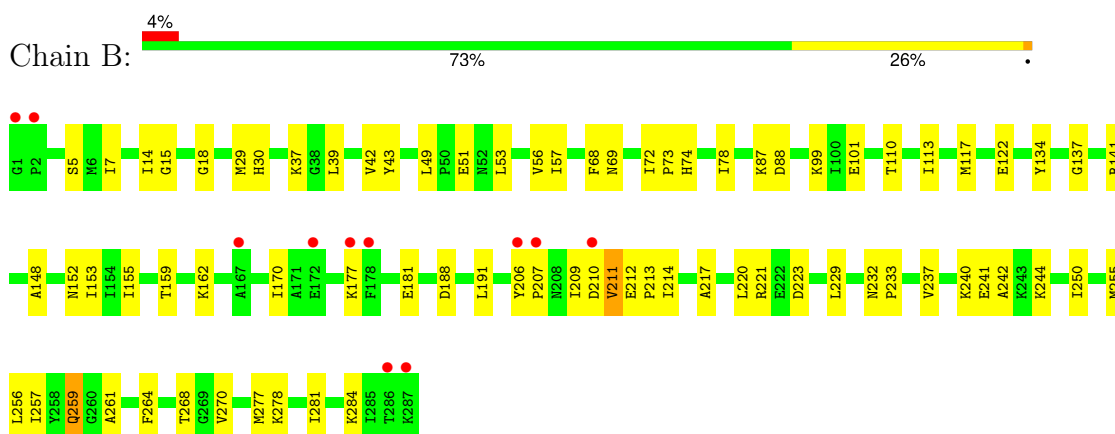 4%
Chain B:
73%
26%
•
G1 P2 S5 M6 I7 I14 G15 G18 M29 H30 K37 G38 L39 V42 Y43 L49 P50 E51 N52 L53 V56 I57 F68 N69 I72 P73 H74 I78 K87 D88 K99 I100 E101 T110 I113 M117 E122 Y134 G137 R141
A148 N152 I153 I154 I155 T159 K162 A167 I170 A171 E172 K177 F178 E181 D188 L191 Y206 P207 N208 I209 D210 V211 E212 P213 I214 A217 L220 R221 E222 D223 L229 N232 P233 V237 K240 E241 A242 K243 K244 I250 M255
L256 I257 Y258 Q259 G260 A261 F264 T268 G269 V270 M277 K278 I281 K284 I285 T286 K287